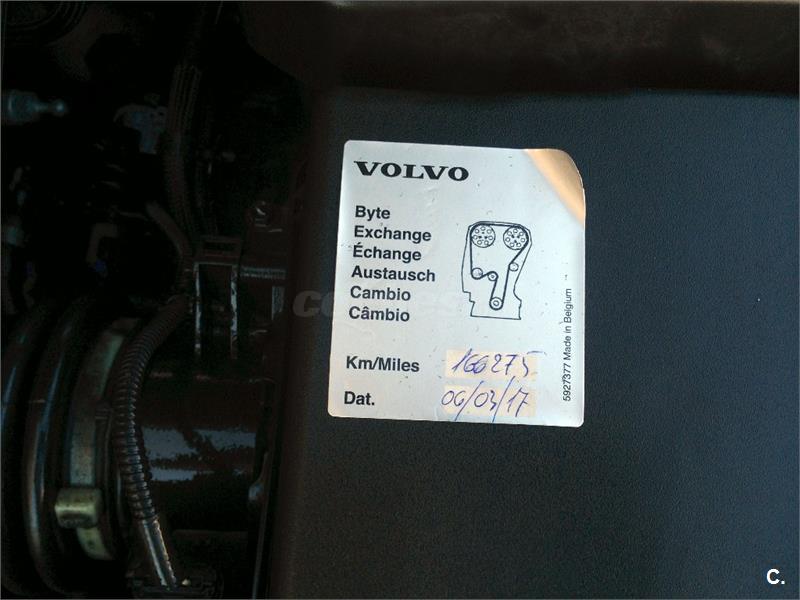 VOLVO
Byte
Exchange
Échange
Austausch
Cambio
Câmbio
Km/Miles 166275
Dat. 06/03/17
5927377 Made in Belgium
C.